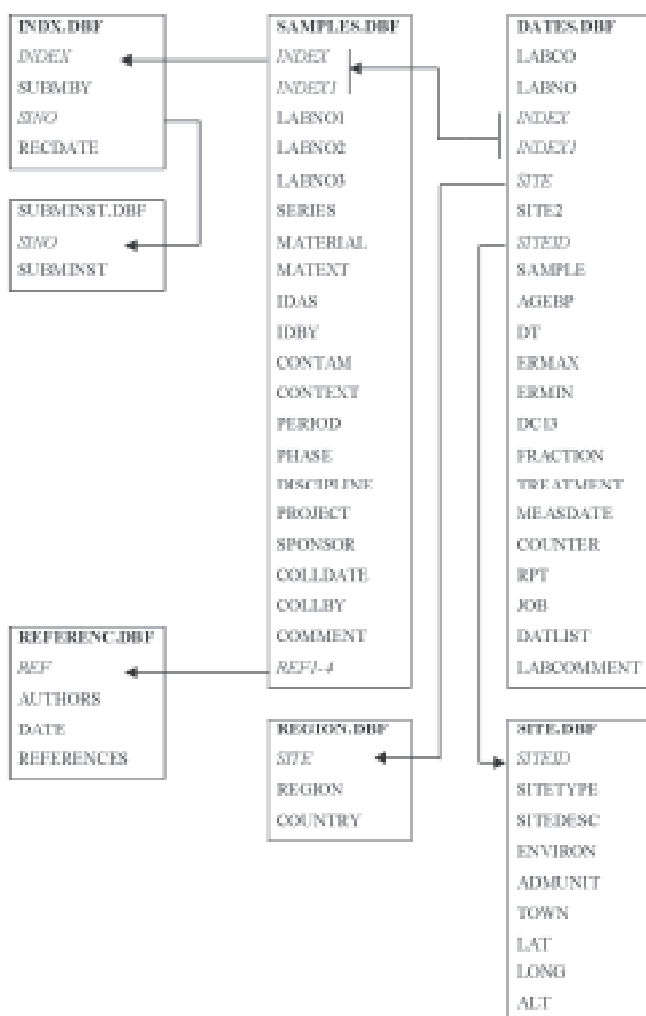 INDX.DBF
INDEX
SUBMBY
SINO
RECDATE
SUBMINST.DBF
SINO
SUBMINST
REFERENC.DBF
REF
AUTHORS
DATE
REFERENCES
SAMPLES.DBF
INDEX
INDEX1
LABNO1
LABNO2
LABNO3
SERIES
MATERIAL
MATEXT
IDAS
IDBY
CONTAM
CONTEXT
PERIOD
PHASE
DISCIPLINE
PROJECT
SPONSOR
COLLDATE
COLLBY
COMMENT
REF1-4
REGION.DBF
SITE
REGION
COUNTRY
DATES.DBF
LABCO
LABNO
INDEX
INDEX1
SITE
SITE2
SITEID
SAMPLE
AGEBP
DT
ERMAX
ERMIN
DC13
FRACTION
TREATMENT
MEASDATE
COUNTER
RPT
JOB
DATLIST
LABCOMMENT
SITE.DBF
SITEID
SITETYPE
SITEDESC
ENVIRON
ADMUNIT
TOWN
LAT
LONG
ALT